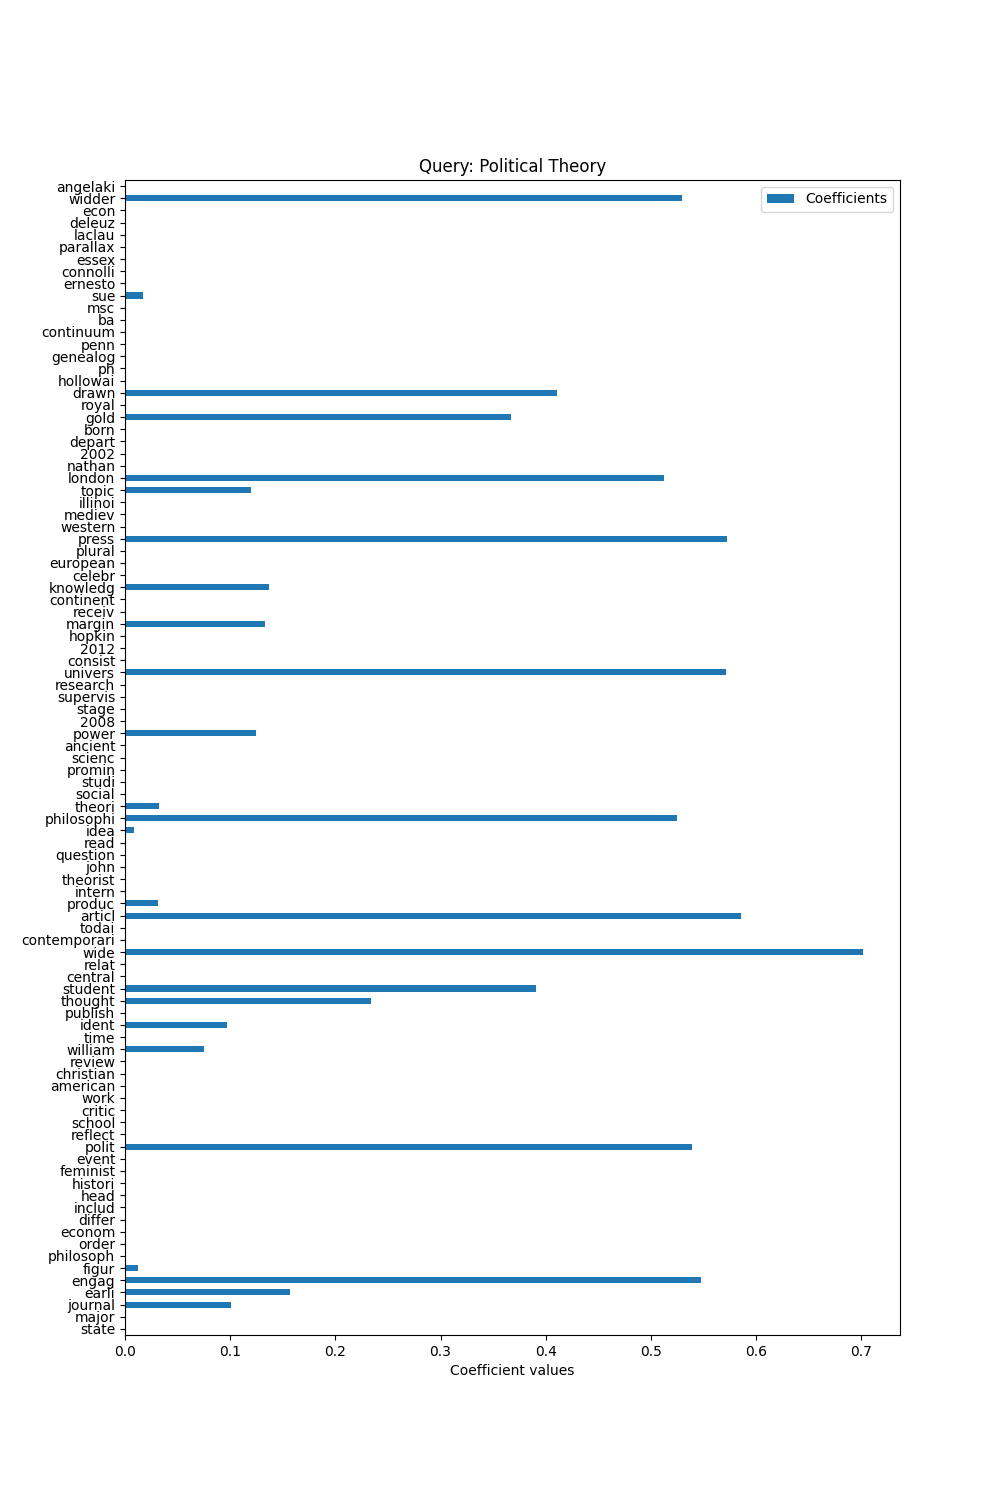 Query: Political Theory
Coefficients
angelaki
widder
econ
deleuz
laclau
parallax
essex
connolli
ernesto
sue
msc
ba
continuum
penn
genealog
ph
hollowai
drawn
royal
gold
born
depart
2002
nathan
london
topic
illinoi
mediev
western
press
plural
european
celebr
knowledg
continent
receiv
margin
hopkin
2012
consist
univers
research
supervis
stage
2008
power
ancient
scienc
promin
studi
social
theori
philosophi
idea
read
question
john
theorist
intern
produc
articl
todai
contemporari
wide
relat
central
student
thought
publish
ident
time
william
review
christian
american
work
critic
school
reflect
polit
event
feminist
histori
head
includ
differ
econom
order
philosoph
figur
engag
earli
journal
major
state
0.0 0.1 0.2 0.3 0.4 0.5 0.6 0.7
Coefficient values